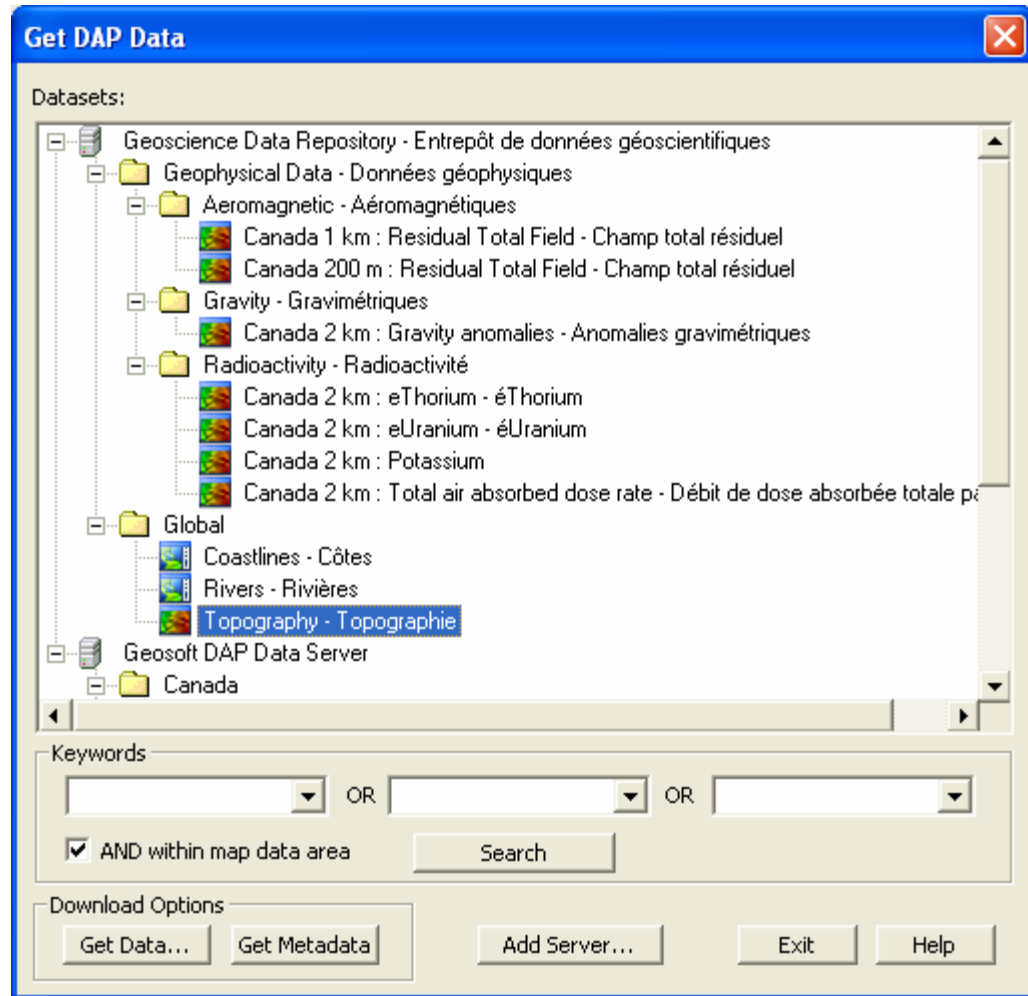 Get DAP Data
Datasets:
Geoscience Data Repository - Entrepôt de données géoscientifiques
Geophysical Data - Données géophysiques
Aeromagnetic - Aéromagnétiques
Canada 1 km : Residual Total Field - Champ total résiduel
Canada 200 m : Residual Total Field - Champ total résiduel
Gravity - Gravimétriques
Canada 2 km : Gravity anomalies - Anomalies gravimétriques
Radioactivity - Radioactivité
Canada 2 km : eThorium - éThorium
Canada 2 km : eUranium - éUranium
Canada 2 km : Potassium
Canada 2 km : Total air absorbed dose rate - Débit de dose absorbée totale pa
Global
Coastlines - Côtes
Rivers - Rivières
Topography - Topographie
Geosoft DAP Data Server
Canada
Keywords
OR OR
AND within map data area Search
Download Options
Get Data... Get Metadata Add Server... Exit Help